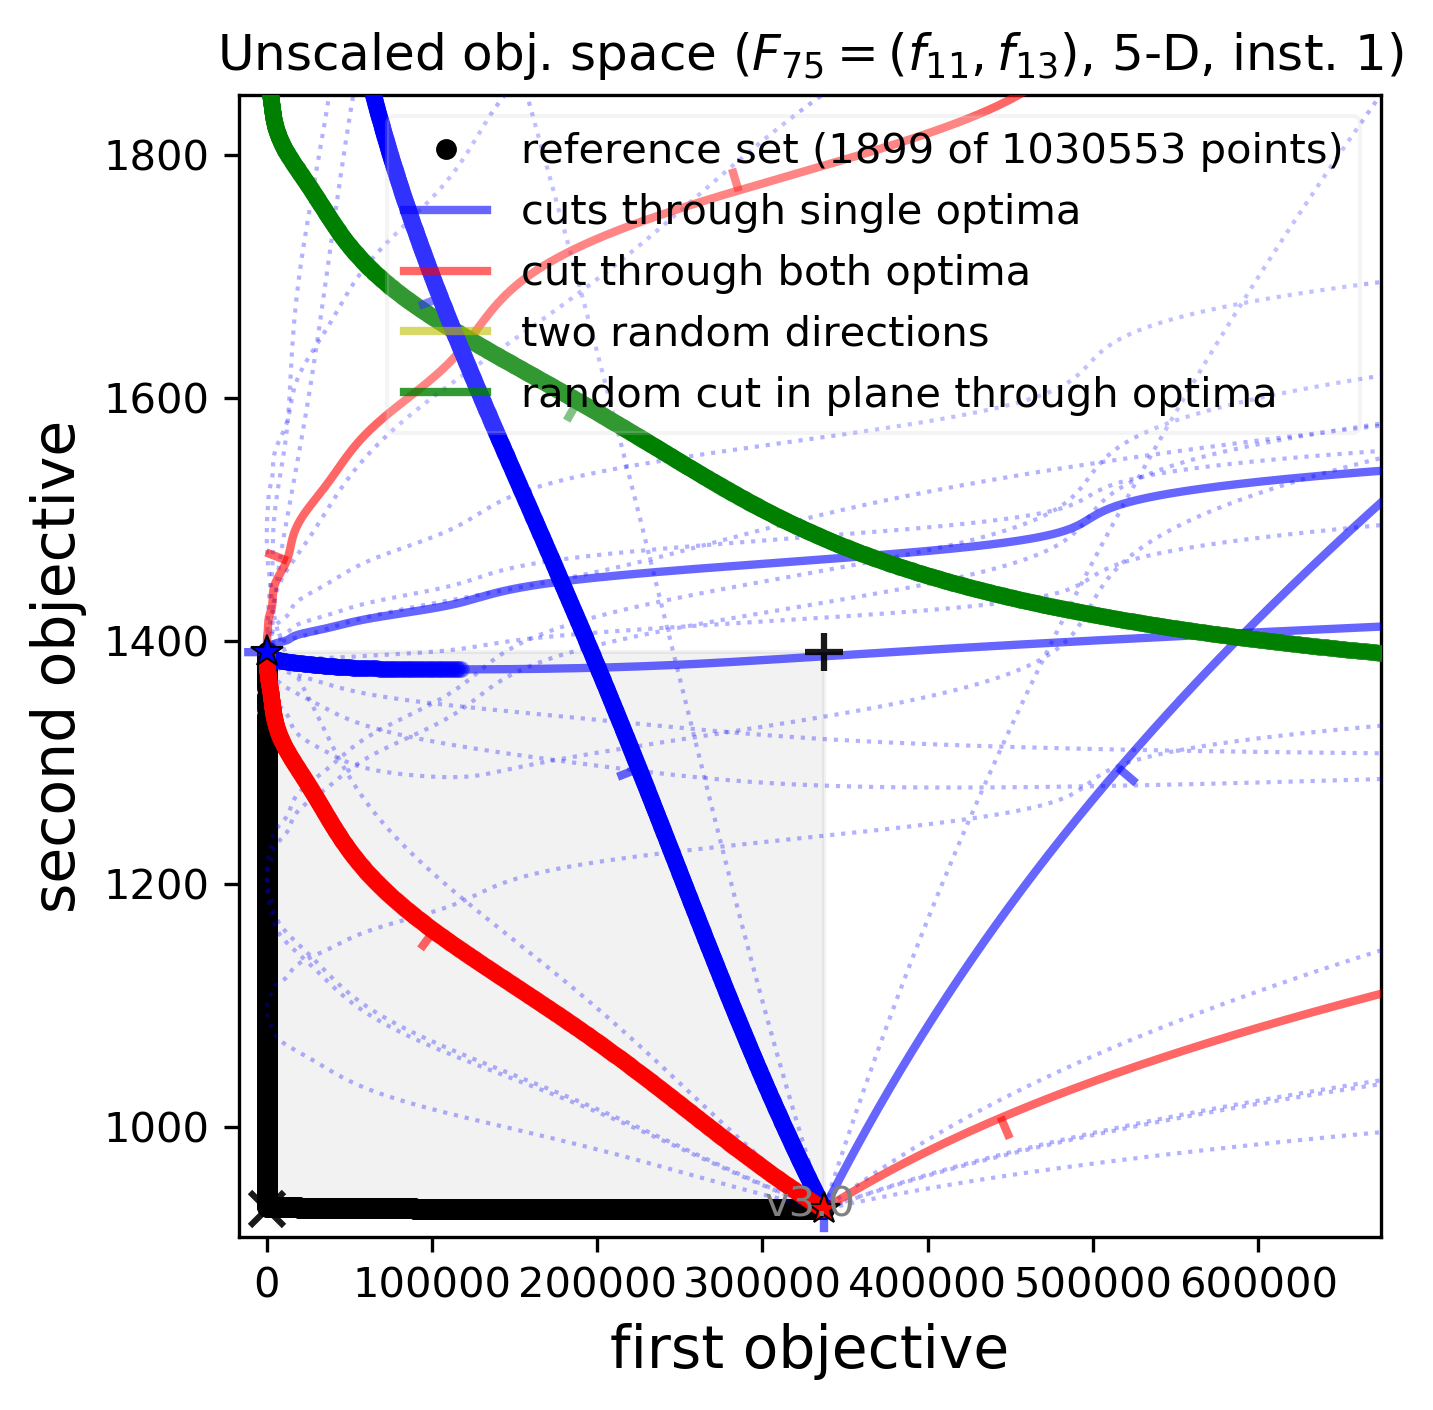 Unscaled obj. space (F₇₅ = (f₁₁, f₁₃), 5-D, inst. 1)
reference set (1899 of 1030553 points)
cuts through single optima
cut through both optima
two random directions
random cut in plane through optima
second objective
1800
1600
1400
1200
1000
v3.0
0 100000 200000 300000 400000 500000 600000
first objective